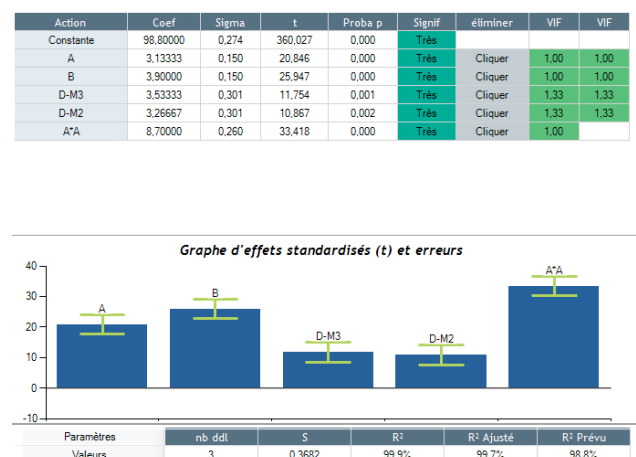 Action Coef Sigma t Proba p Signif éliminer VIF VIF
Constante 98,80000 0,274 360,027 0,000 Très
A 3,13333 0,150 20,846 0,000 Très Cliquer 1,00 1,00
B 3,90000 0,150 25,947 0,000 Très Cliquer 1,00 1,00
D-M3 3,53333 0,301 11,754 0,001 Très Cliquer 1,33 1,33
D-M2 3,26667 0,301 10,867 0,002 Très Cliquer 1,33 1,33
A*A 8,70000 0,260 33,418 0,000 Très Cliquer 1,00
Graphe d'effets standardisés (t) et erreurs
40
30
20
10
0
-10
A
B
D-M3
D-M2
A*A
Paramètres nb ddl S R² R² Ajusté R² Prévu
Valeurs 3 0,3682 99,9% 99,7% 98,8%